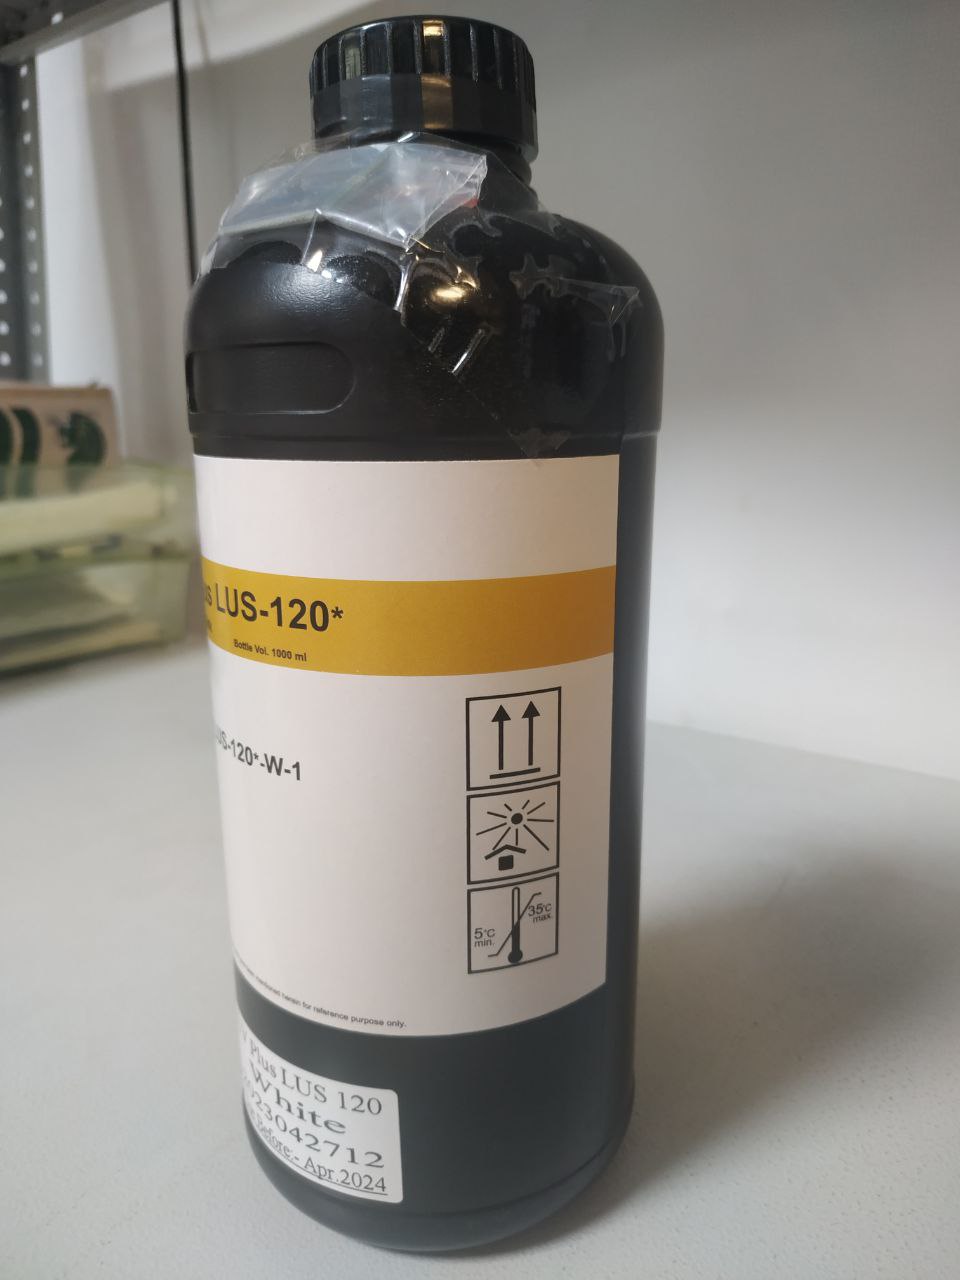 LUS-120*
Bottle Vol. 1000 ml
LUS-120*-W-1
35°C
max.
5°C
min.
mentioned herein for reference purpose only.
Plus LUS 120
White
23042712
Before:- Apr.2024